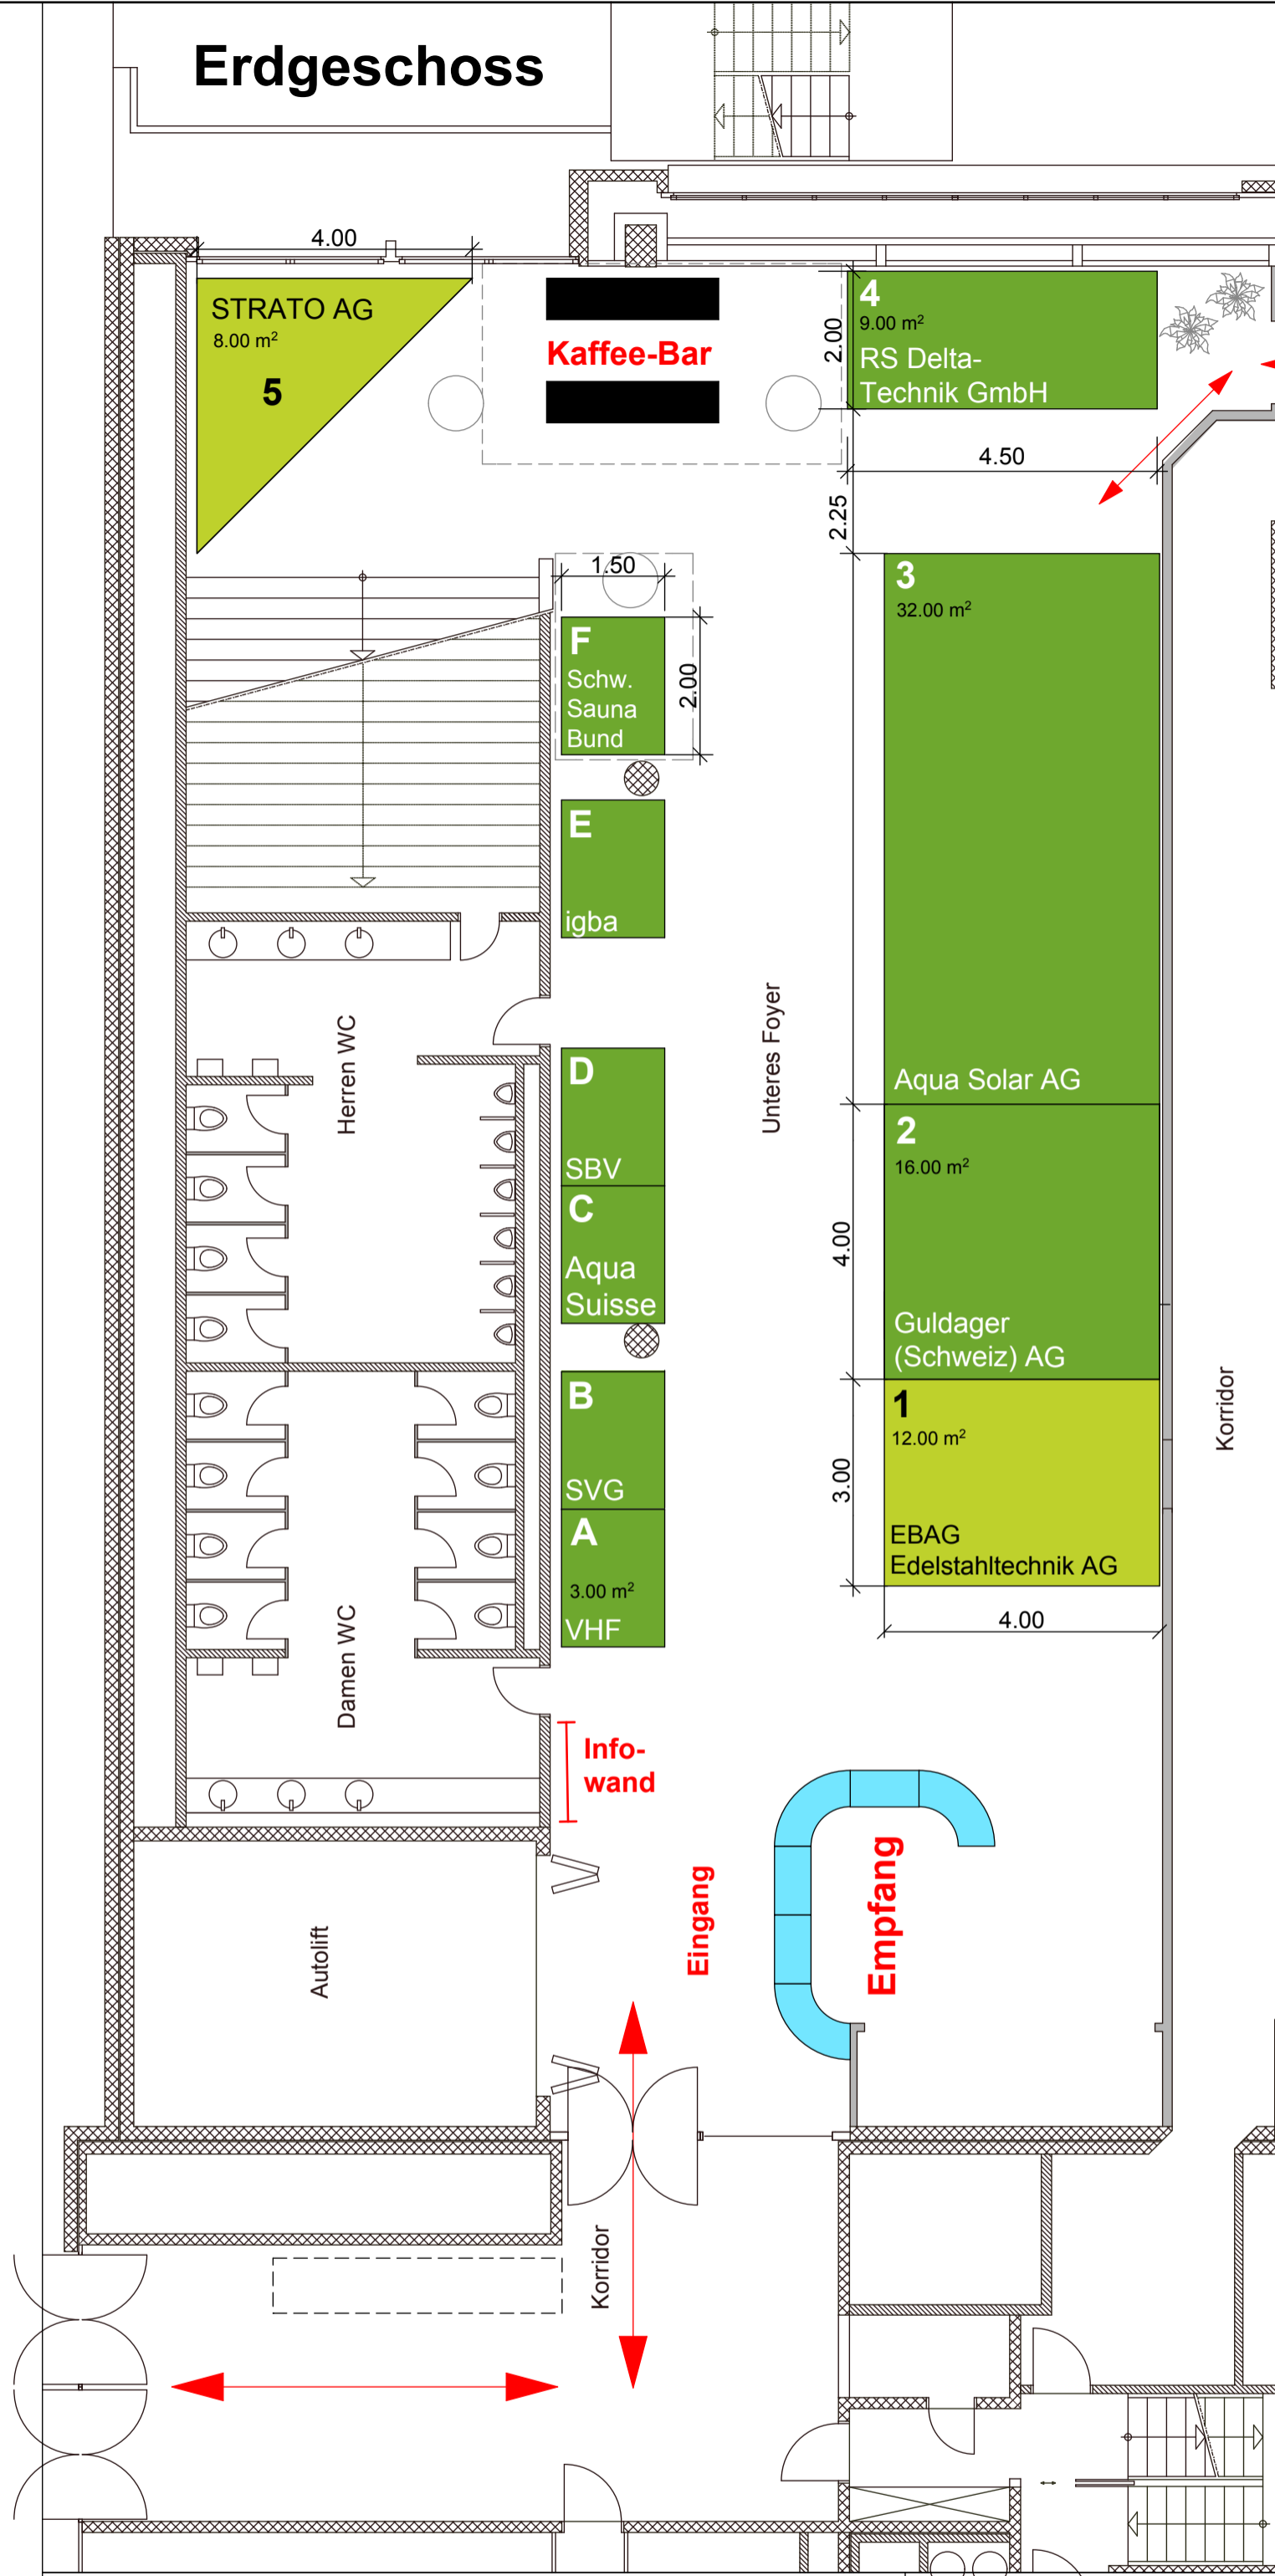 Erdgeschoss
4.00
STRATO AG
8.00 m²
5
Kaffee-Bar
4
9.00 m²
RS Delta-
Technik GmbH
2.00
4.50
2.25
1.50
F
Schw.
Sauna
Bund
2.00
3
32.00 m²
Aqua Solar AG
E
igba
Herren WC
Unteres Foyer
D
SBV
C
Aqua
Suisse
2
16.00 m²
Guldager
(Schweiz) AG
4.00
B
SVG
A
3.00 m²
VHF
1
12.00 m²
EBAG
Edelstahltechnik AG
3.00
4.00
Korridor
Damen WC
Info-
wand
Eingang
Empfang
Autolift
Korridor